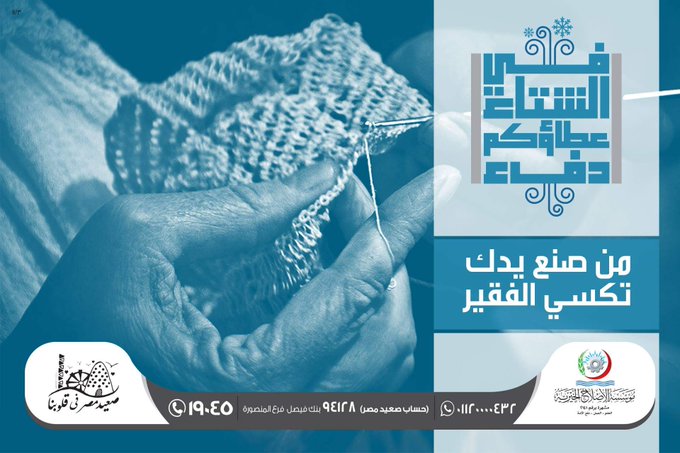 في
الشتاء
عطاؤكم
دفاء
من صنع يدك
تكسي الفقير
مؤسسة الإصلاح الخيرية
صعيد مصر في قلوبنا
٠١١٢٠٠٠٠٤٣٢
(حساب صعيد مصر) ٩٤١٢٨ بنك فيصل فرع المنصورة
١٩٠٤٥